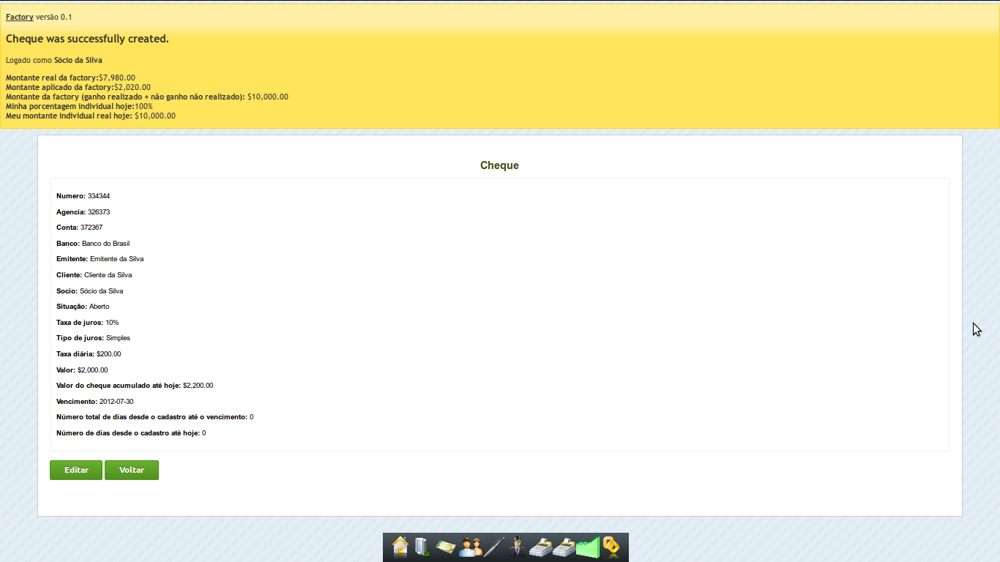 Factory versão 0.1
Cheque was successfully created.
Logado como Sócio da Silva
Montante real da factory:$7,980.00
Montante aplicado da factory:$2,020.00
Montante da factory (ganho realizado + não ganho não realizado): $10,000.00
Minha porcentagem individual hoje:100%
Meu montante individual real hoje: $10,000.00
Cheque
Numero: 334344
Agencia: 326373
Conta: 372367
Banco: Banco do Brasil
Emitente: Emitente da Silva
Cliente: Cliente da Silva
Socio: Sócio da Silva
Situação: Aberto
Taxa de juros: 10%
Tipo de juros: Simples
Taxa diária: $200.00
Valor: $2,000.00
Valor do cheque acumulado até hoje: $2,200.00
Vencimento: 2012-07-30
Número total de dias desde o cadastro até o vencimento: 0
Número de dias desde o cadastro até hoje: 0
Editar Voltar